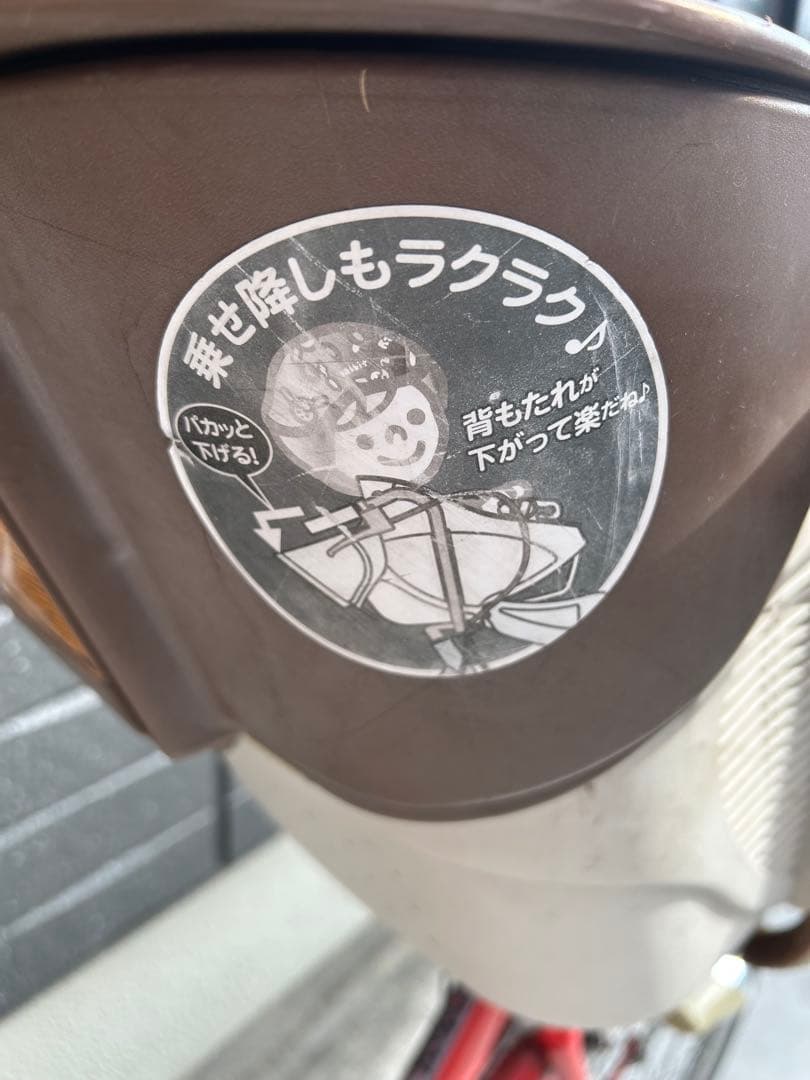 乗せ降しもラクラク♪
パカッと
下げる!
背もたれが
下がって楽だね♪